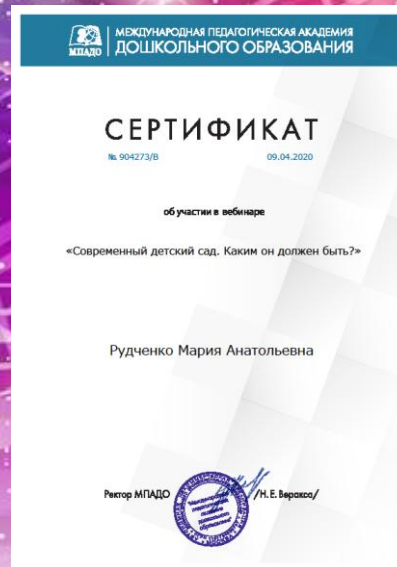 МЕЖДУНАРОДНАЯ ПЕДАГОГИЧЕСКАЯ АКАДЕМИЯ
МПАДО ДОШКОЛЬНОГО ОБРАЗОВАНИЯ
СЕРТИФИКАТ
№ 904273/В 09.04.2020
об участии в вебинаре
«Современный детский сад. Каким он должен быть?»
Рудченко Мария Анатольевна
Ректор МПАДО /Н. Е. Веракса/